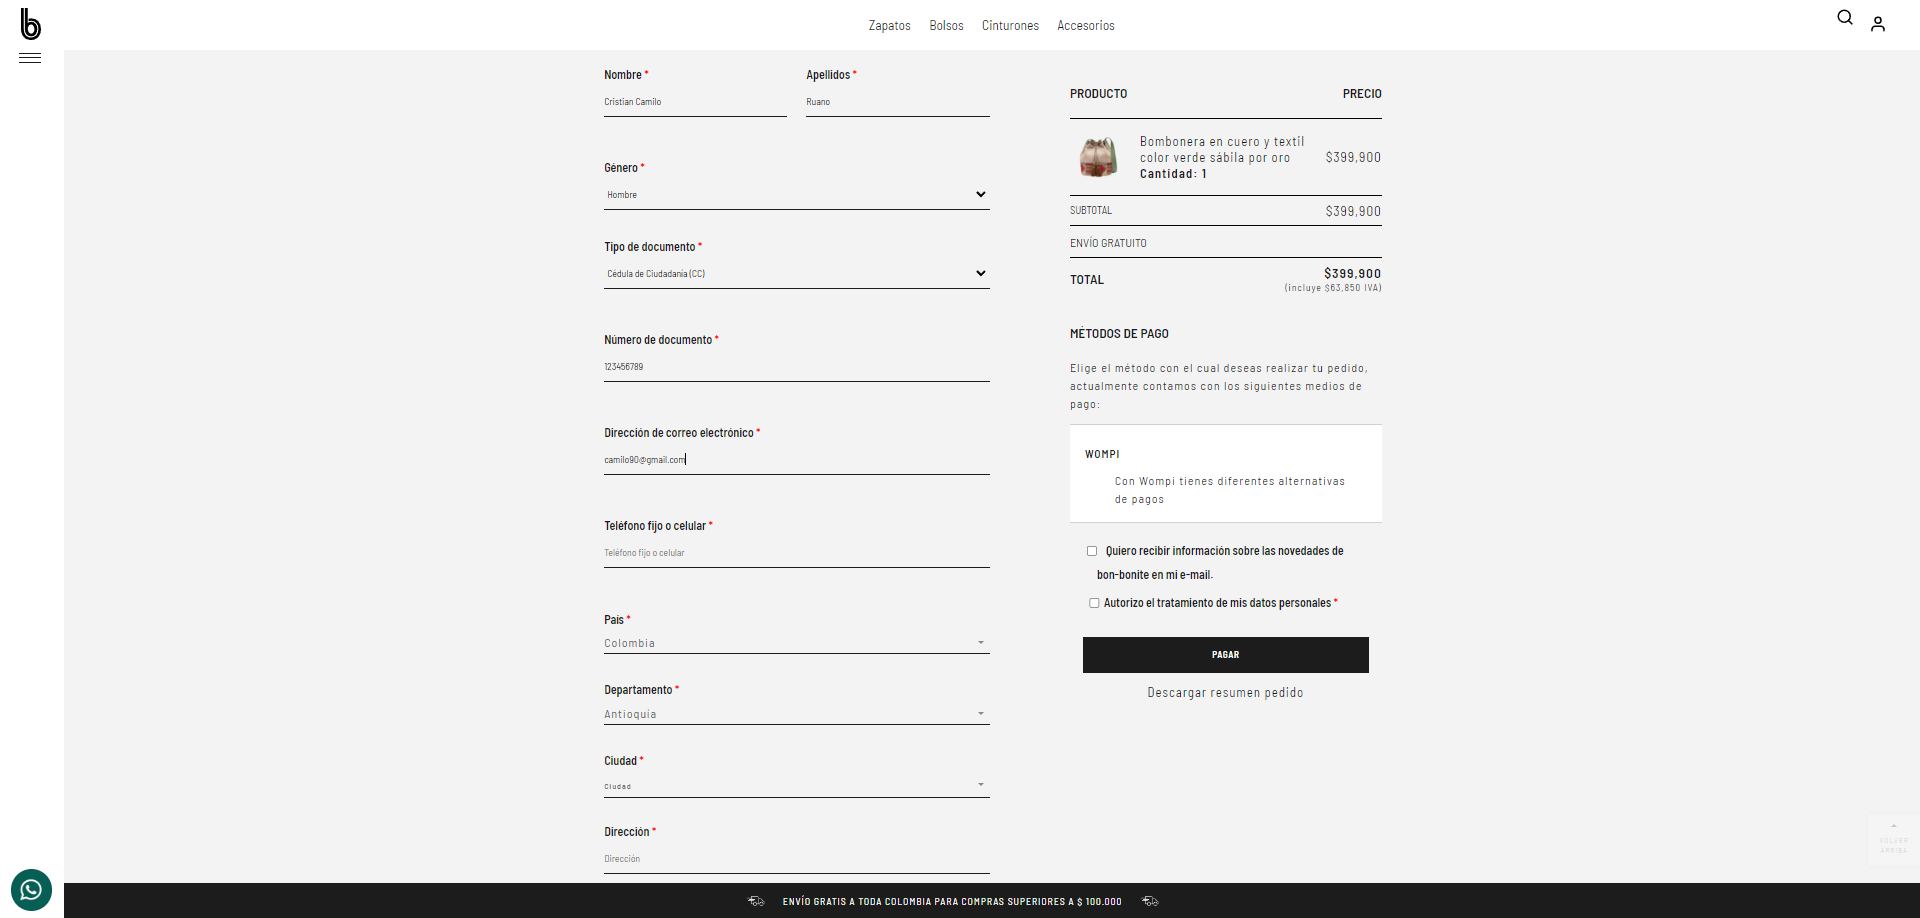 b
Zapatos Bolsos Cinturones Accesorios
Nombre * Apellidos *
Cristian Camilo Ruano
Género *
Hombre
Tipo de documento *
Cédula de Ciudadanía (CC)
Número de documento *
123456789
Dirección de correo electrónico *
camilo90@gmail.com
Teléfono fijo o celular *
Teléfono fijo o celular
País *
Colombia
Departamento *
Antioquia
Ciudad *
Ciudad
Dirección *
Dirección
PRODUCTO PRECIO
Bombonera en cuero y textil
color verde sábila por oro $399,900
Cantidad: 1
SUBTOTAL $399,900
ENVÍO GRATUITO
TOTAL $399,900
(incluye $63,850 IVA)
MÉTODOS DE PAGO
Elige el método con el cual deseas realizar tu pedido,
actualmente contamos con los siguientes medios de
pago:
WOMPI
Con Wompi tienes diferentes alternativas
de pagos
Quiero recibir información sobre las novedades de
bon-bonite en mi e-mail.
Autorizo el tratamiento de mis datos personales *
PAGAR
Descargar resumen pedido
VOLVER
ARRIBA
ENVÍO GRATIS A TODA COLOMBIA PARA COMPRAS SUPERIORES A $ 100.000